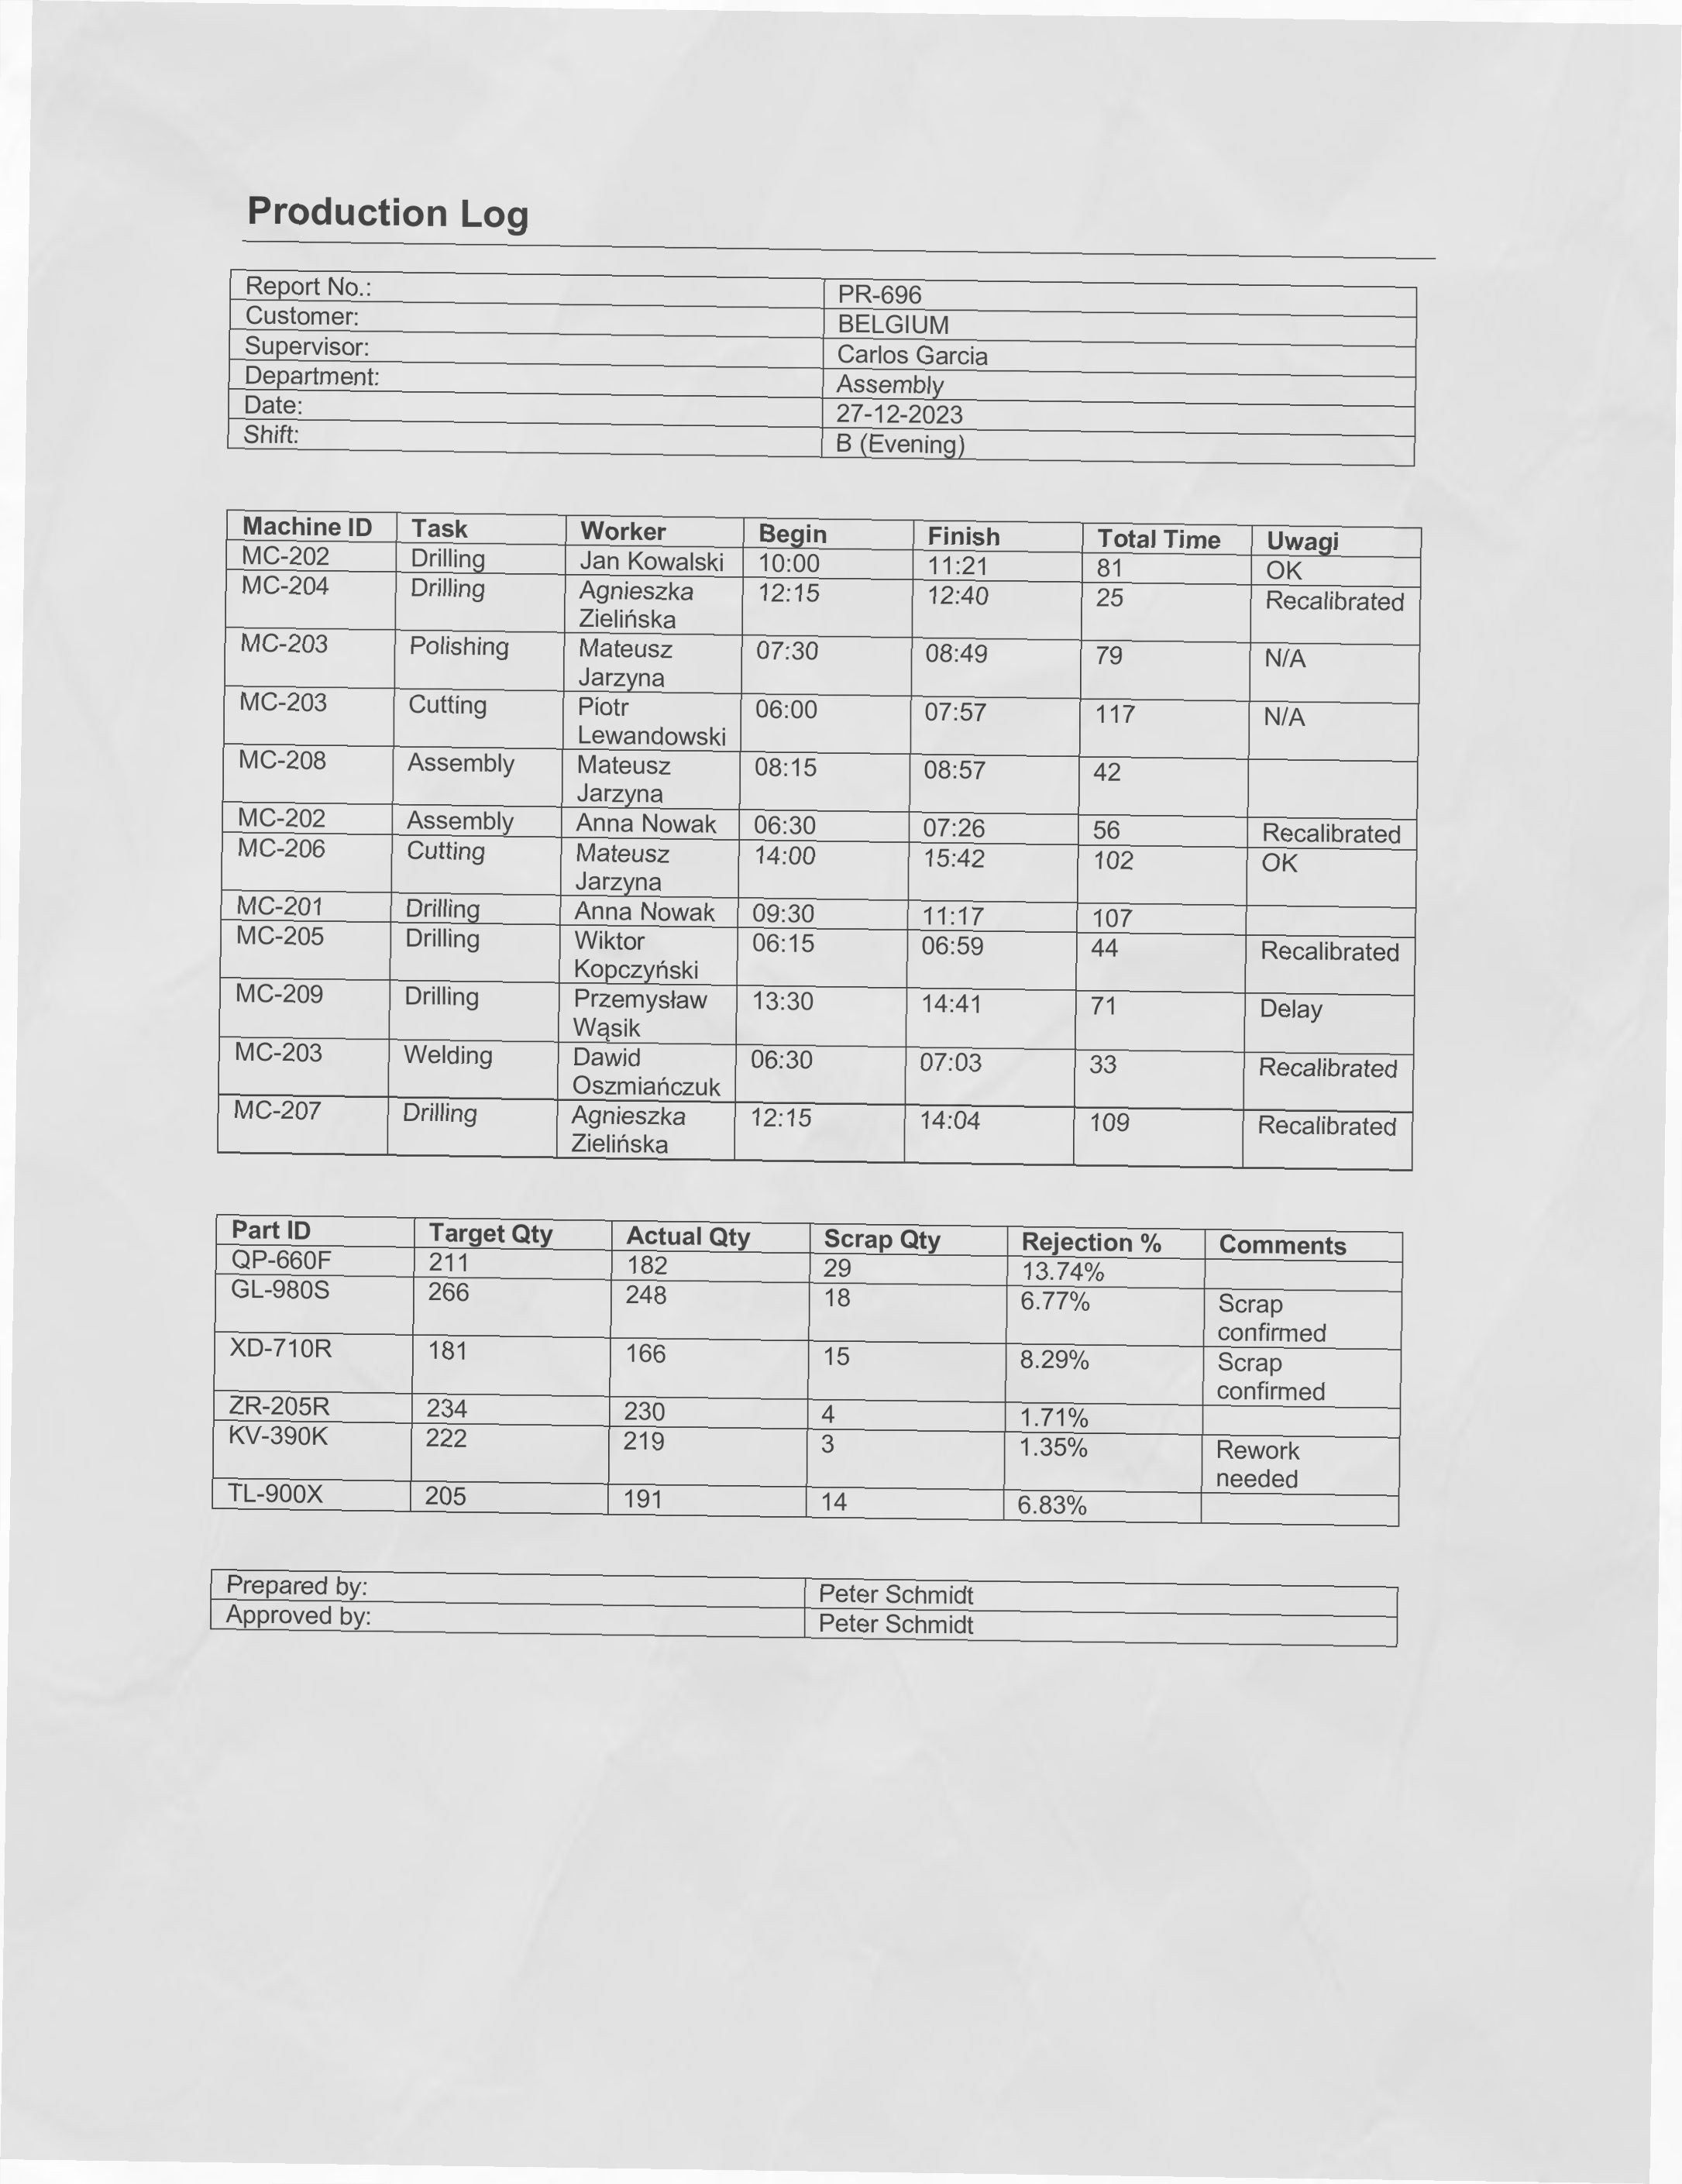 Production Log
Report No.: PR-696
Customer: BELGIUM
Supervisor: Carlos Garcia
Department: Assembly
Date: 27-12-2023
Shift: B (Evening)
Machine ID Task Worker Begin Finish Total Time Uwagi
MC-202 Drilling Jan Kowalski 10:00 11:21 81 OK
MC-204 Drilling Agnieszka 12:15 12:40 25 Recalibrated
Zielińska
MC-203 Polishing Mateusz 07:30 08:49 79 N/A
Jarzyna
MC-203 Cutting Piotr 06:00 07:57 117 N/A
Lewandowski
MC-208 Assembly Mateusz 08:15 08:57 42
Jarzyna
MC-202 Assembly Anna Nowak 06:30 07:26 56 Recalibrated
MC-206 Cutting Mateusz 14:00 15:42 102 OK
Jarzyna
MC-201 Drilling Anna Nowak 09:30 11:17 107
MC-205 Drilling Wiktor 06:15 06:59 44 Recalibrated
Kopczyński
MC-209 Drilling Przemysław 13:30 14:41 71 Delay
Wąsik
MC-203 Welding Dawid 06:30 07:03 33 Recalibrated
Oszmiańczuk
MC-207 Drilling Agnieszka 12:15 14:04 109 Recalibrated
Zielińska
Part ID Target Qty Actual Qty Scrap Qty Rejection % Comments
QP-660F 211 182 29 13.74%
GL-980S 266 248 18 6.77% Scrap
confirmed
XD-710R 181 166 15 8.29% Scrap
confirmed
ZR-205R 234 230 4 1.71%
KV-390K 222 219 3 1.35% Rework
needed
TL-900X 205 191 14 6.83%
Prepared by: Peter Schmidt
Approved by: Peter Schmidt